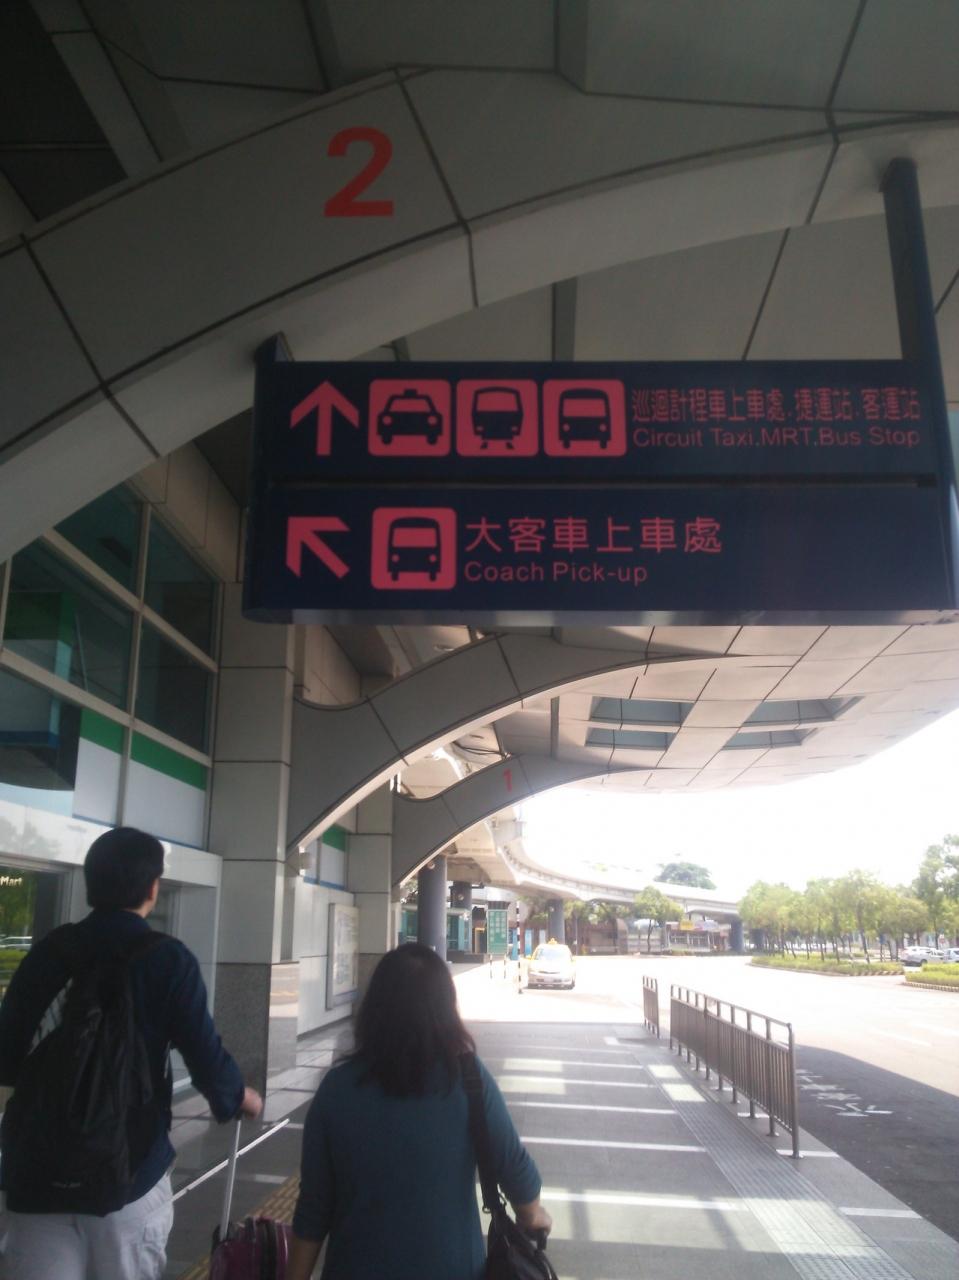 2
巡迴計程車上車處.捷運站.客運站
Circuit Taxi.MRT.Bus Stop
大客車上車處
Coach Pick-up
1
Mart